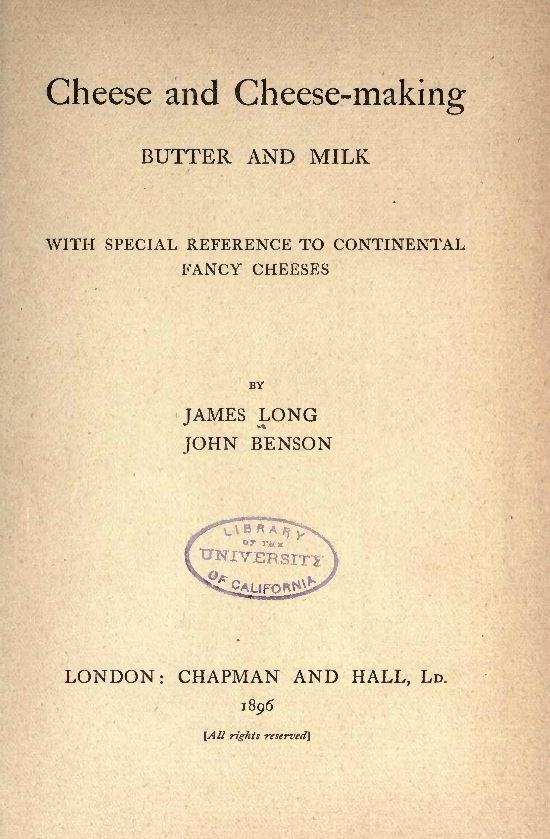 Cheese and Cheese-making
BUTTER AND MILK
WITH SPECIAL REFERENCE TO CONTINENTAL
FANCY CHEESES
BY
JAMES LONG
JOHN BENSON
LIBRARY
OF THE
UNIVERSITY
OF CALIFORNIA
LONDON: CHAPMAN AND HALL, LD.
1896
[All rights reserved]